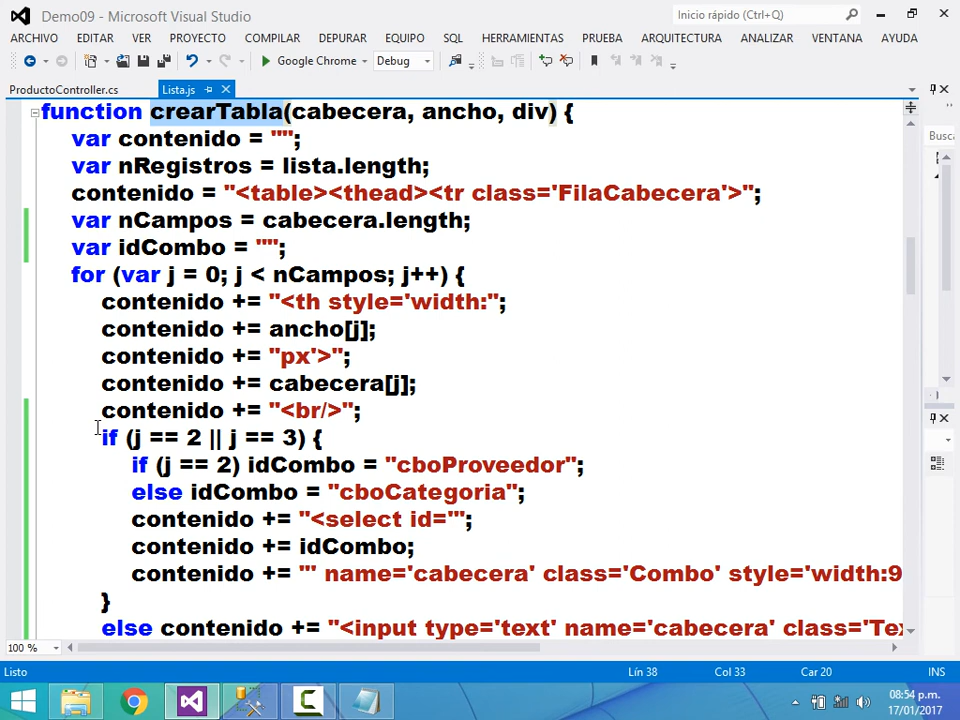 Demo09 - Microsoft Visual Studio
Inicio rápido (Ctrl+Q)
ARCHIVO EDITAR VER PROYECTO COMPILAR DEPURAR EQUIPO SQL HERRAMIENTAS PRUEBA ARQUITECTURA ANALIZAR VENTANA AYUDA
Google Chrome Debug
ProductoController.cs Lista.js
function crearTabla(cabecera, ancho, div) {
var contenido = "";
var nRegistros = lista.length;
contenido = "<table><thead><tr class='FilaCabecera'>";
var nCampos = cabecera.length;
var idCombo = "";
for (var j = 0; j < nCampos; j++) {
contenido += "<th style='width:";
contenido += ancho[j];
contenido += "px'>";
contenido += cabecera[j];
contenido += "<br/>";
if (j == 2 || j == 3) {
if (j == 2) idCombo = "cboProveedor";
else idCombo = "cboCategoria";
contenido += "<select id='";
contenido += idCombo;
contenido += "' name='cabecera' class='Combo' style='width:9
}
else contenido += "<input type='text' name='cabecera' class='Tex
Busc
100 %
Listo Lín 38 Col 33 Car 20 INS
08:54 p.m.
17/01/2017